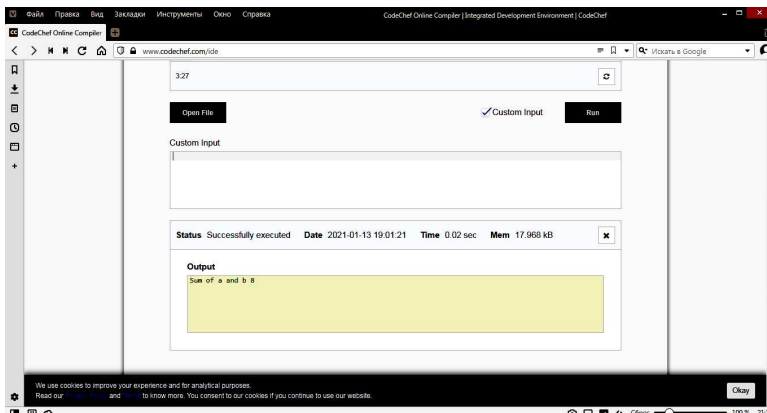 Файл Правка Вид Закладки Инструменты Окно Справка
CodeChef Online Compiler | Integrated Development Environment | CodeChef
CC CodeChef Online Compiler
www.codechef.com/ide
Искать в Google
3:27
Open File
Custom Input
Run
Custom Input
Status Successfully executed Date 2021-01-13 19:01:21 Time 0.02 sec Mem 17.968 kB
Output
Sum of a and b 8
We use cookies to improve your experience and for analytical purposes.
Read our and to know more. You consent to our cookies if you continue to use our website.
Okay
Сброс
100 %